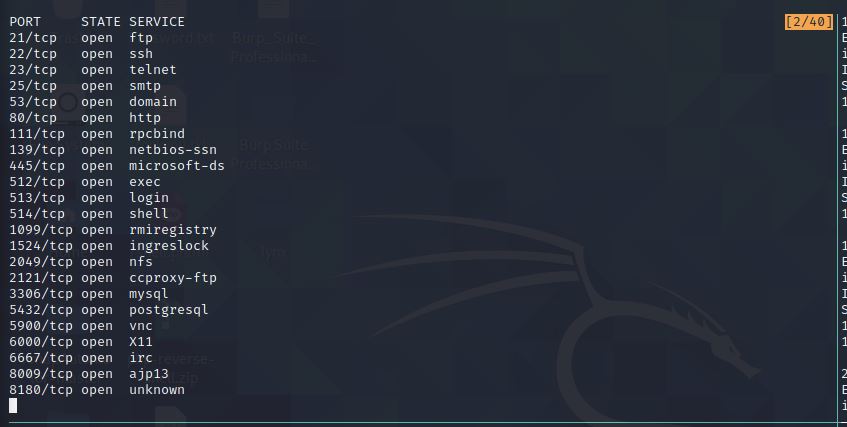 PORT STATE SERVICE
[2/40]
21/tcp open ftp
22/tcp open ssh
23/tcp open telnet
25/tcp open smtp
53/tcp open domain
80/tcp open http
111/tcp open rpcbind
139/tcp open netbios-ssn
445/tcp open microsoft-ds
512/tcp open exec
513/tcp open login
514/tcp open shell
1099/tcp open rmiregistry
1524/tcp open ingreslock
2049/tcp open nfs
2121/tcp open ccproxy-ftp
3306/tcp open mysql
5432/tcp open postgresql
5900/tcp open vnc
6000/tcp open X11
6667/tcp open irc
8009/tcp open ajp13
8180/tcp open unknown
Burp_Suite_
Professiona...
Burp Suite
Professiona...